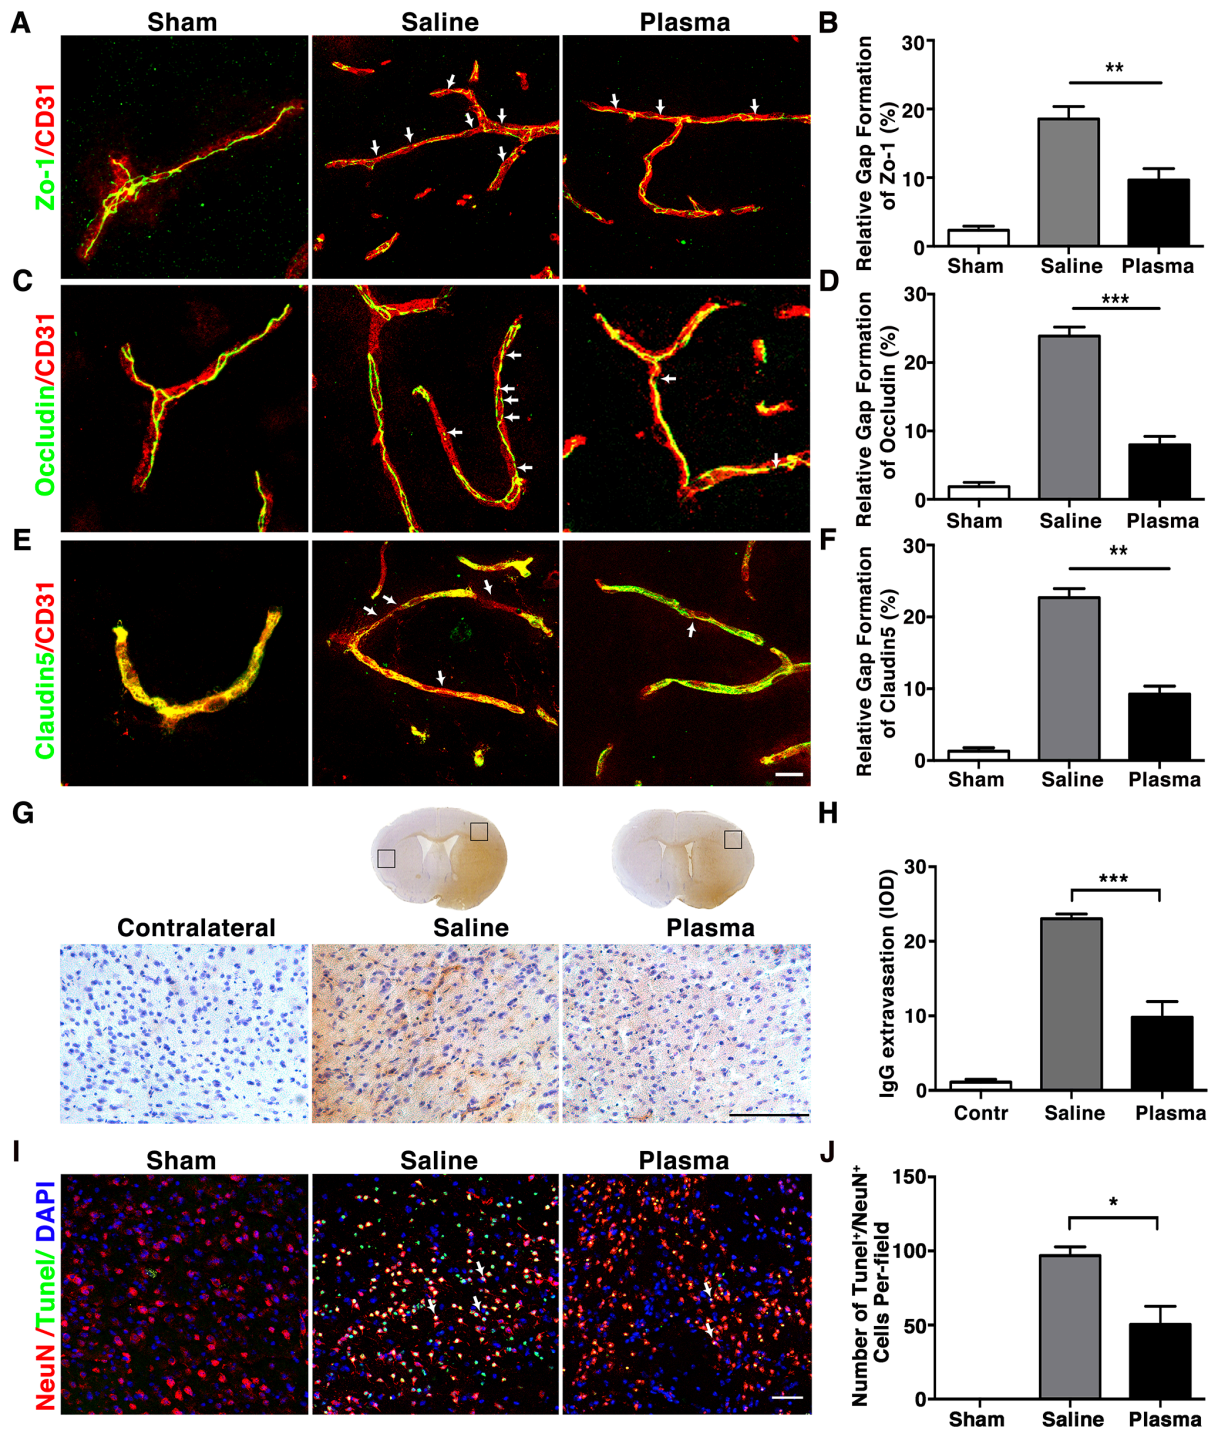 A
Sham
Saline
Plasma
Zo-1/CD31
B
Relative Gap Formation
of Zo-1 (%)
30
20
10
0
**
Sham
Saline
Plasma
C
Occludin/CD31
D
Relative Gap Formation
of Occludin (%)
30
20
10
0
***
Sham
Saline
Plasma
E
Claudin5/CD31
F
Relative Gap Formation
of Claudin5 (%)
30
20
10
0
**
Sham
Saline
Plasma
G
Contralateral
Saline
Plasma
H
IgG extravasation (IOD)
30
20
10
0
***
Contr
Saline
Plasma
I
Sham
Saline
Plasma
NeuN /Tunel/ DAPI
J
Number of Tunel⁺/NeuN⁺
Cells Per-field
150
100
50
0
*
Sham
Saline
Plasma